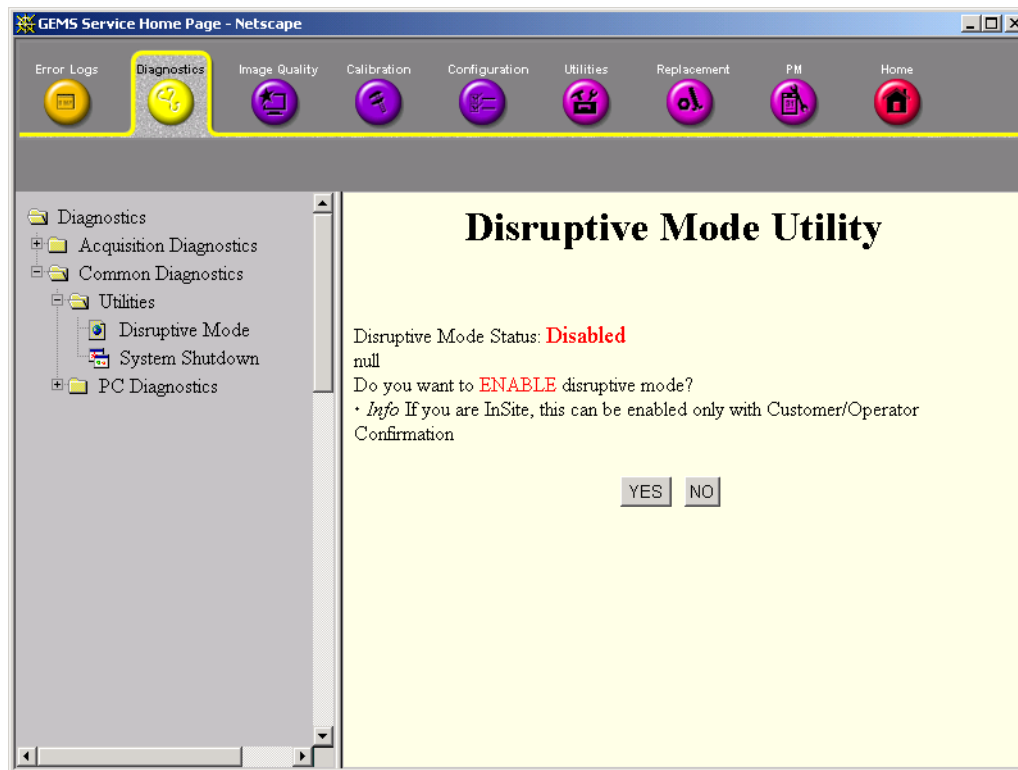 GEMS Service Home Page - Netscape
Error Logs
Diagnostics
Image Quality
Calibration
Configuration
Utilities
Replacement
PM
Home
Diagnostics
Acquisition Diagnostics
Common Diagnostics
Utilities
Disruptive Mode
System Shutdown
PC Diagnostics
Disruptive Mode Utility
Disruptive Mode Status: Disabled
null
Do you want to ENABLE disruptive mode?
· Info If you are InSite, this can be enabled only with Customer/Operator
Confirmation
YES NO